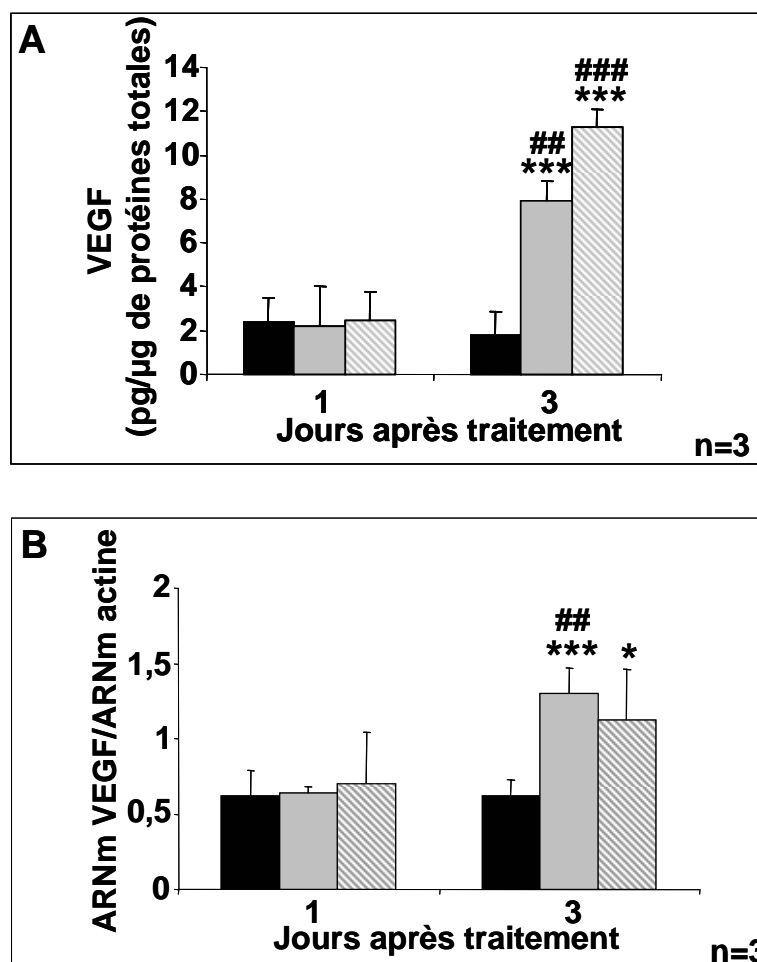 A
14
12
10
8
6
4
2
0
VEGF
(pg/µg de protéines totales)
##
***
###
***
1
3
Jours après traitement
n=3
B
2
1,5
1
0,5
0
ARNm VEGF/ARNm actine
##
***
*
1
3
Jours après traitement
n=3